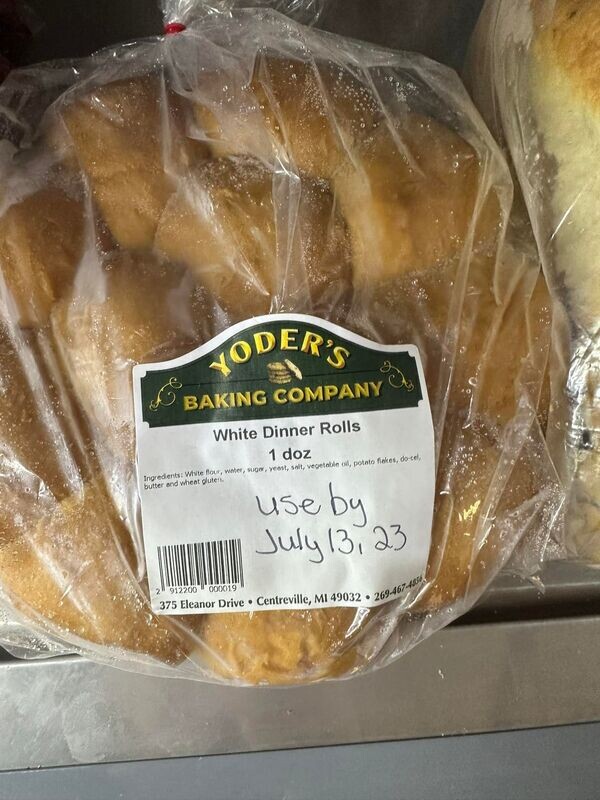 YODER'S
BAKING COMPANY
White Dinner Rolls
1 doz
Ingredients: White flour, water, sugar, yeast, salt, vegetable oil, potato flakes, do-cel,
butter and wheat gluten.
use by
July 13, 23
2 912200 000019
375 Eleanor Drive • Centreville, MI 49032 • 269-467-